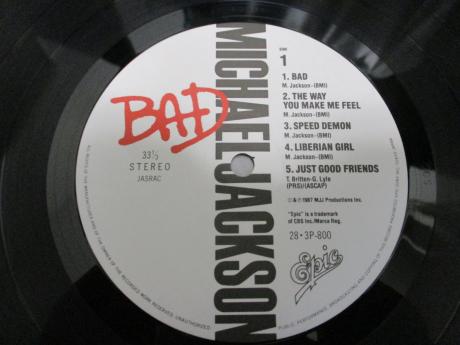 BAD
33⅓
STEREO
JASRAC
MICHAEL JACKSON
SIDE
1
1. BAD
M. Jackson-(BMI)
2. THE WAY
YOU MAKE ME FEEL
M. Jackson-(BMI)
3. SPEED DEMON
M. Jackson-(BMI)
4. LIBERIAN GIRL
M. Jackson-(BMI)
5. JUST GOOD FRIENDS
T. Britten-G. Lyle
(PRS)/(ASCAP)
©&℗ 1987 MJJ Productions Inc.
"Epic" is a trademark
of CBS Inc./Marca Reg.
28·3P-800
Epic